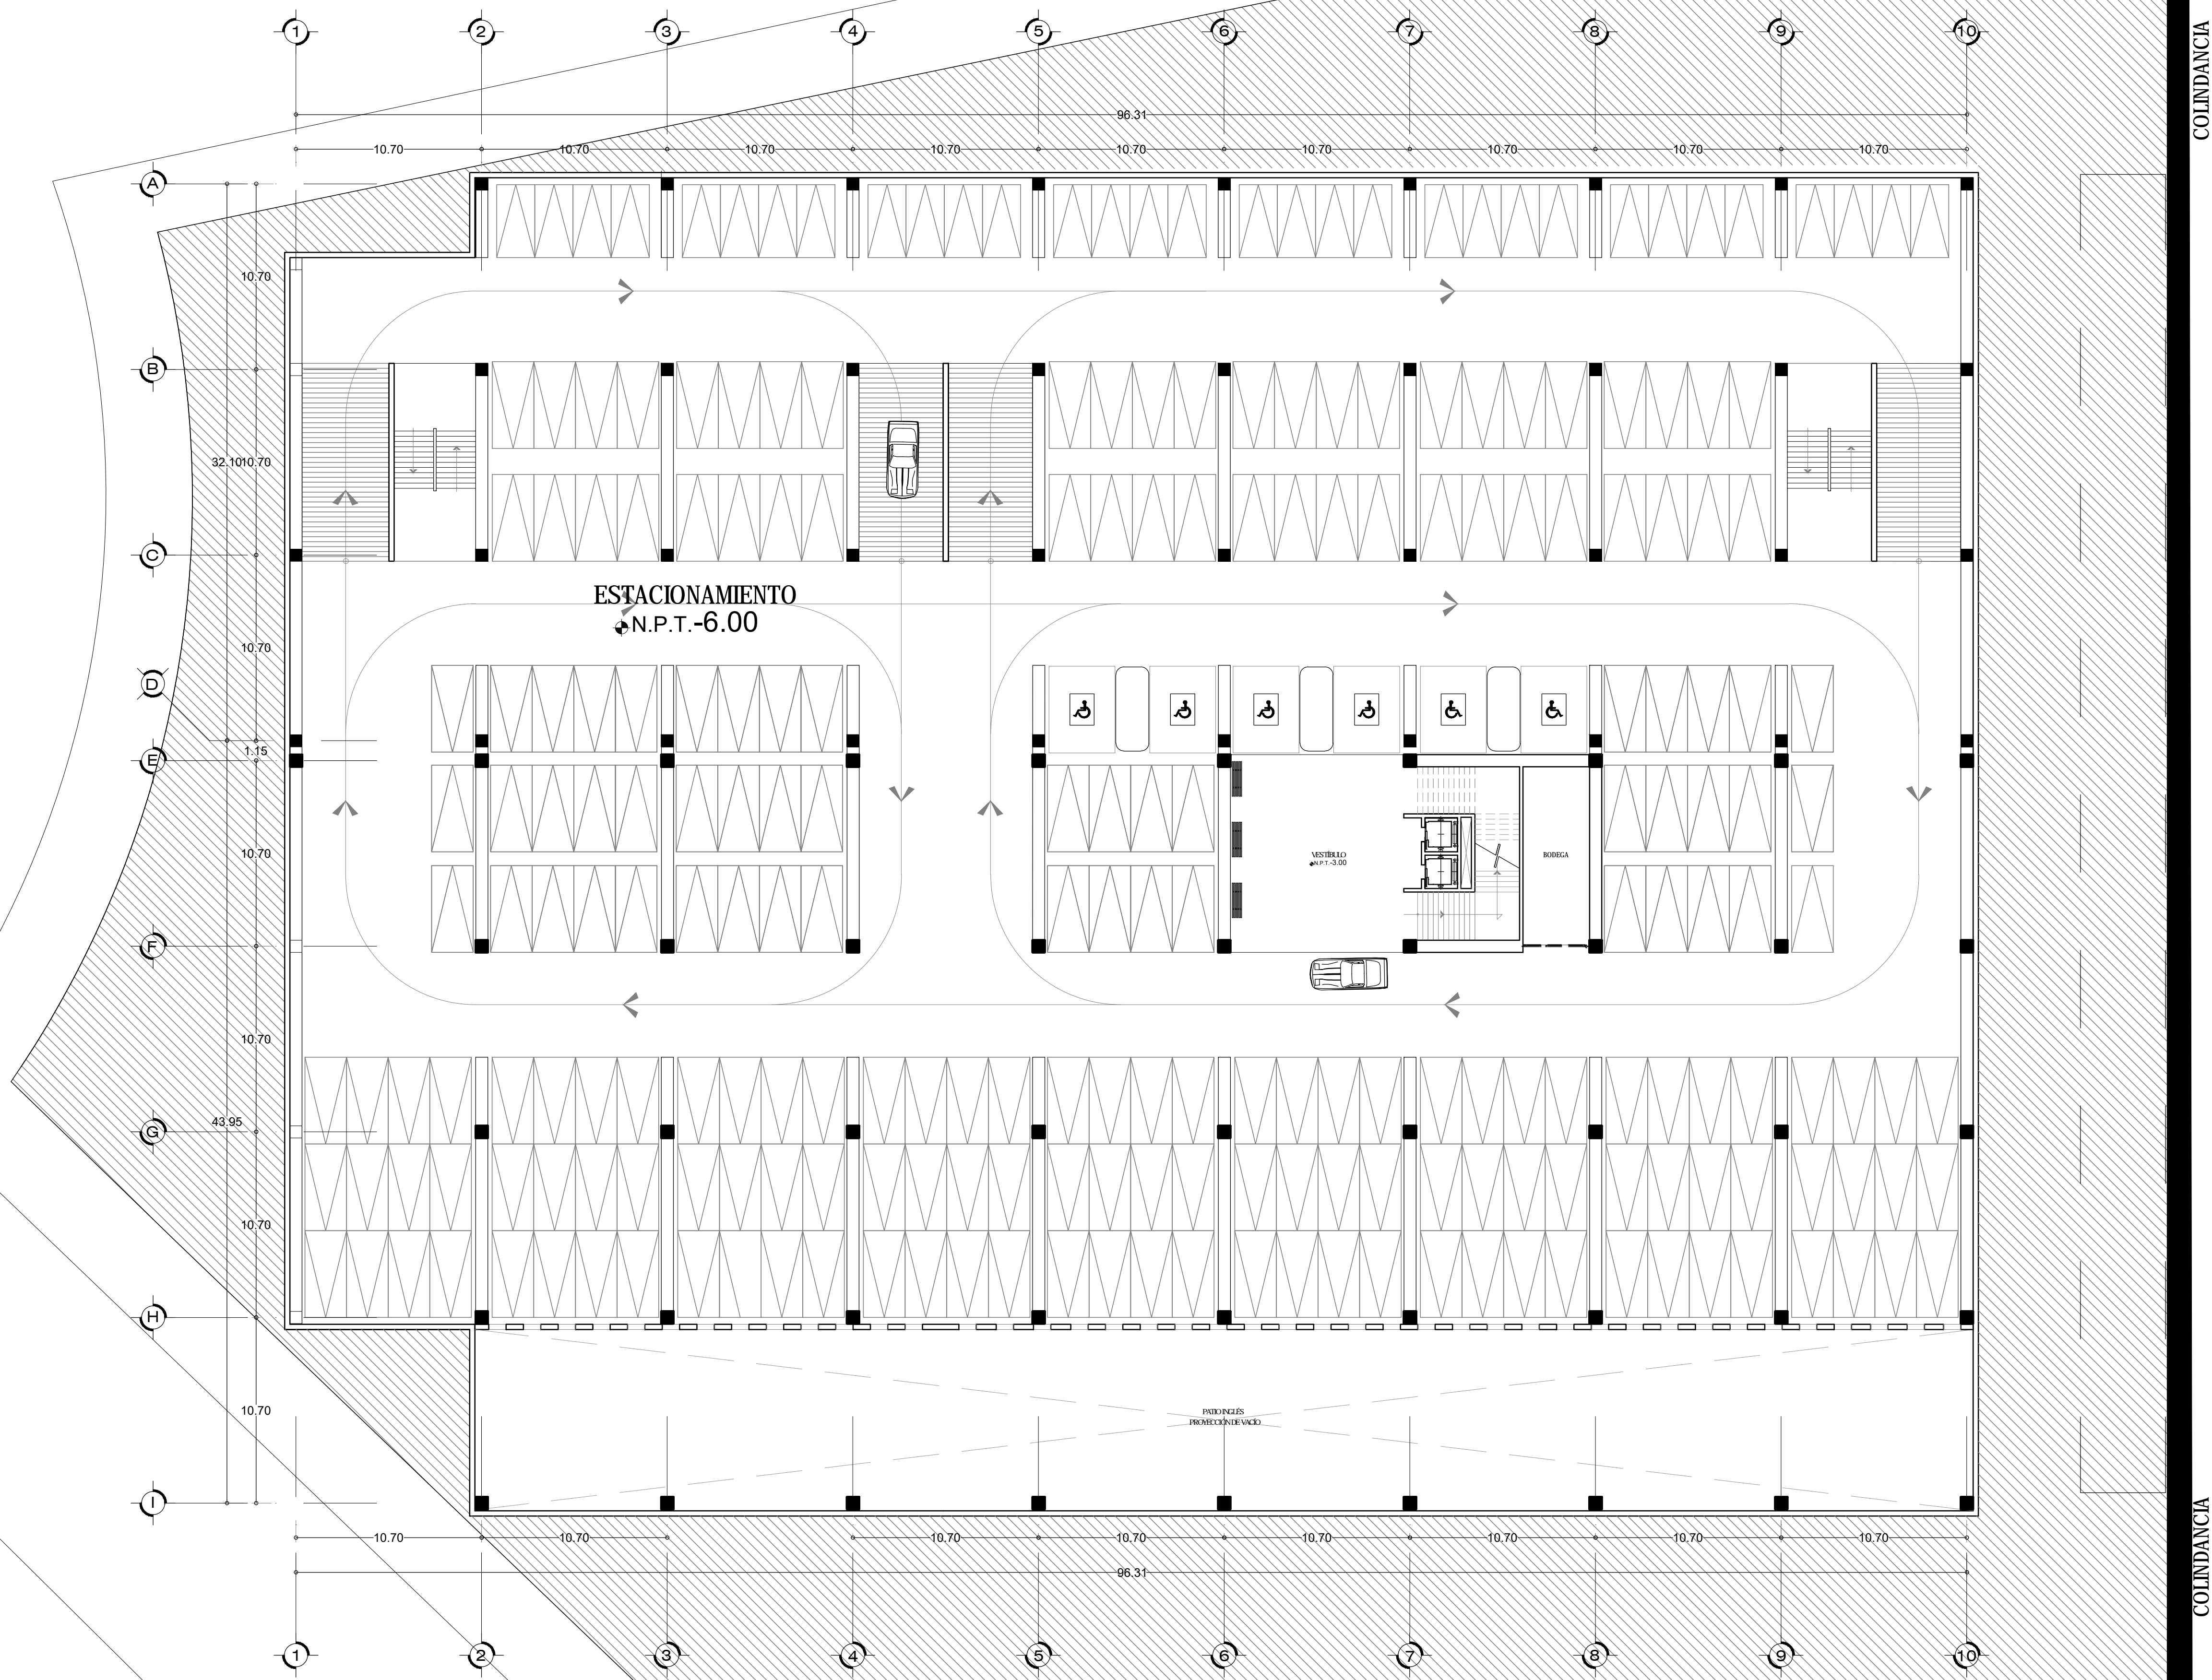 1 2 3 4 5 6 7 8 9 10
COLINDANCIA
96.31
10.70 10.70 10.70 10.70 10.70 10.70 10.70 10.70 10.70
A
10.70
B
32.10 10.70
C
ESTACIONAMIENTO
N.P.T.-6.00
10.70
D
1.15
E
10.70
VESTÍBULO
N.P.T.-3.00
BODEGA
F
10.70
43.95
G
10.70
H
10.70
PATIO INGLÉS
PROYECCIÓN DE VACÍO
I
10.70 10.70 10.70 10.70 10.70 10.70 10.70 10.70
96.31
COLINDANCIA
1 2 3 4 5 6 7 8 9 10